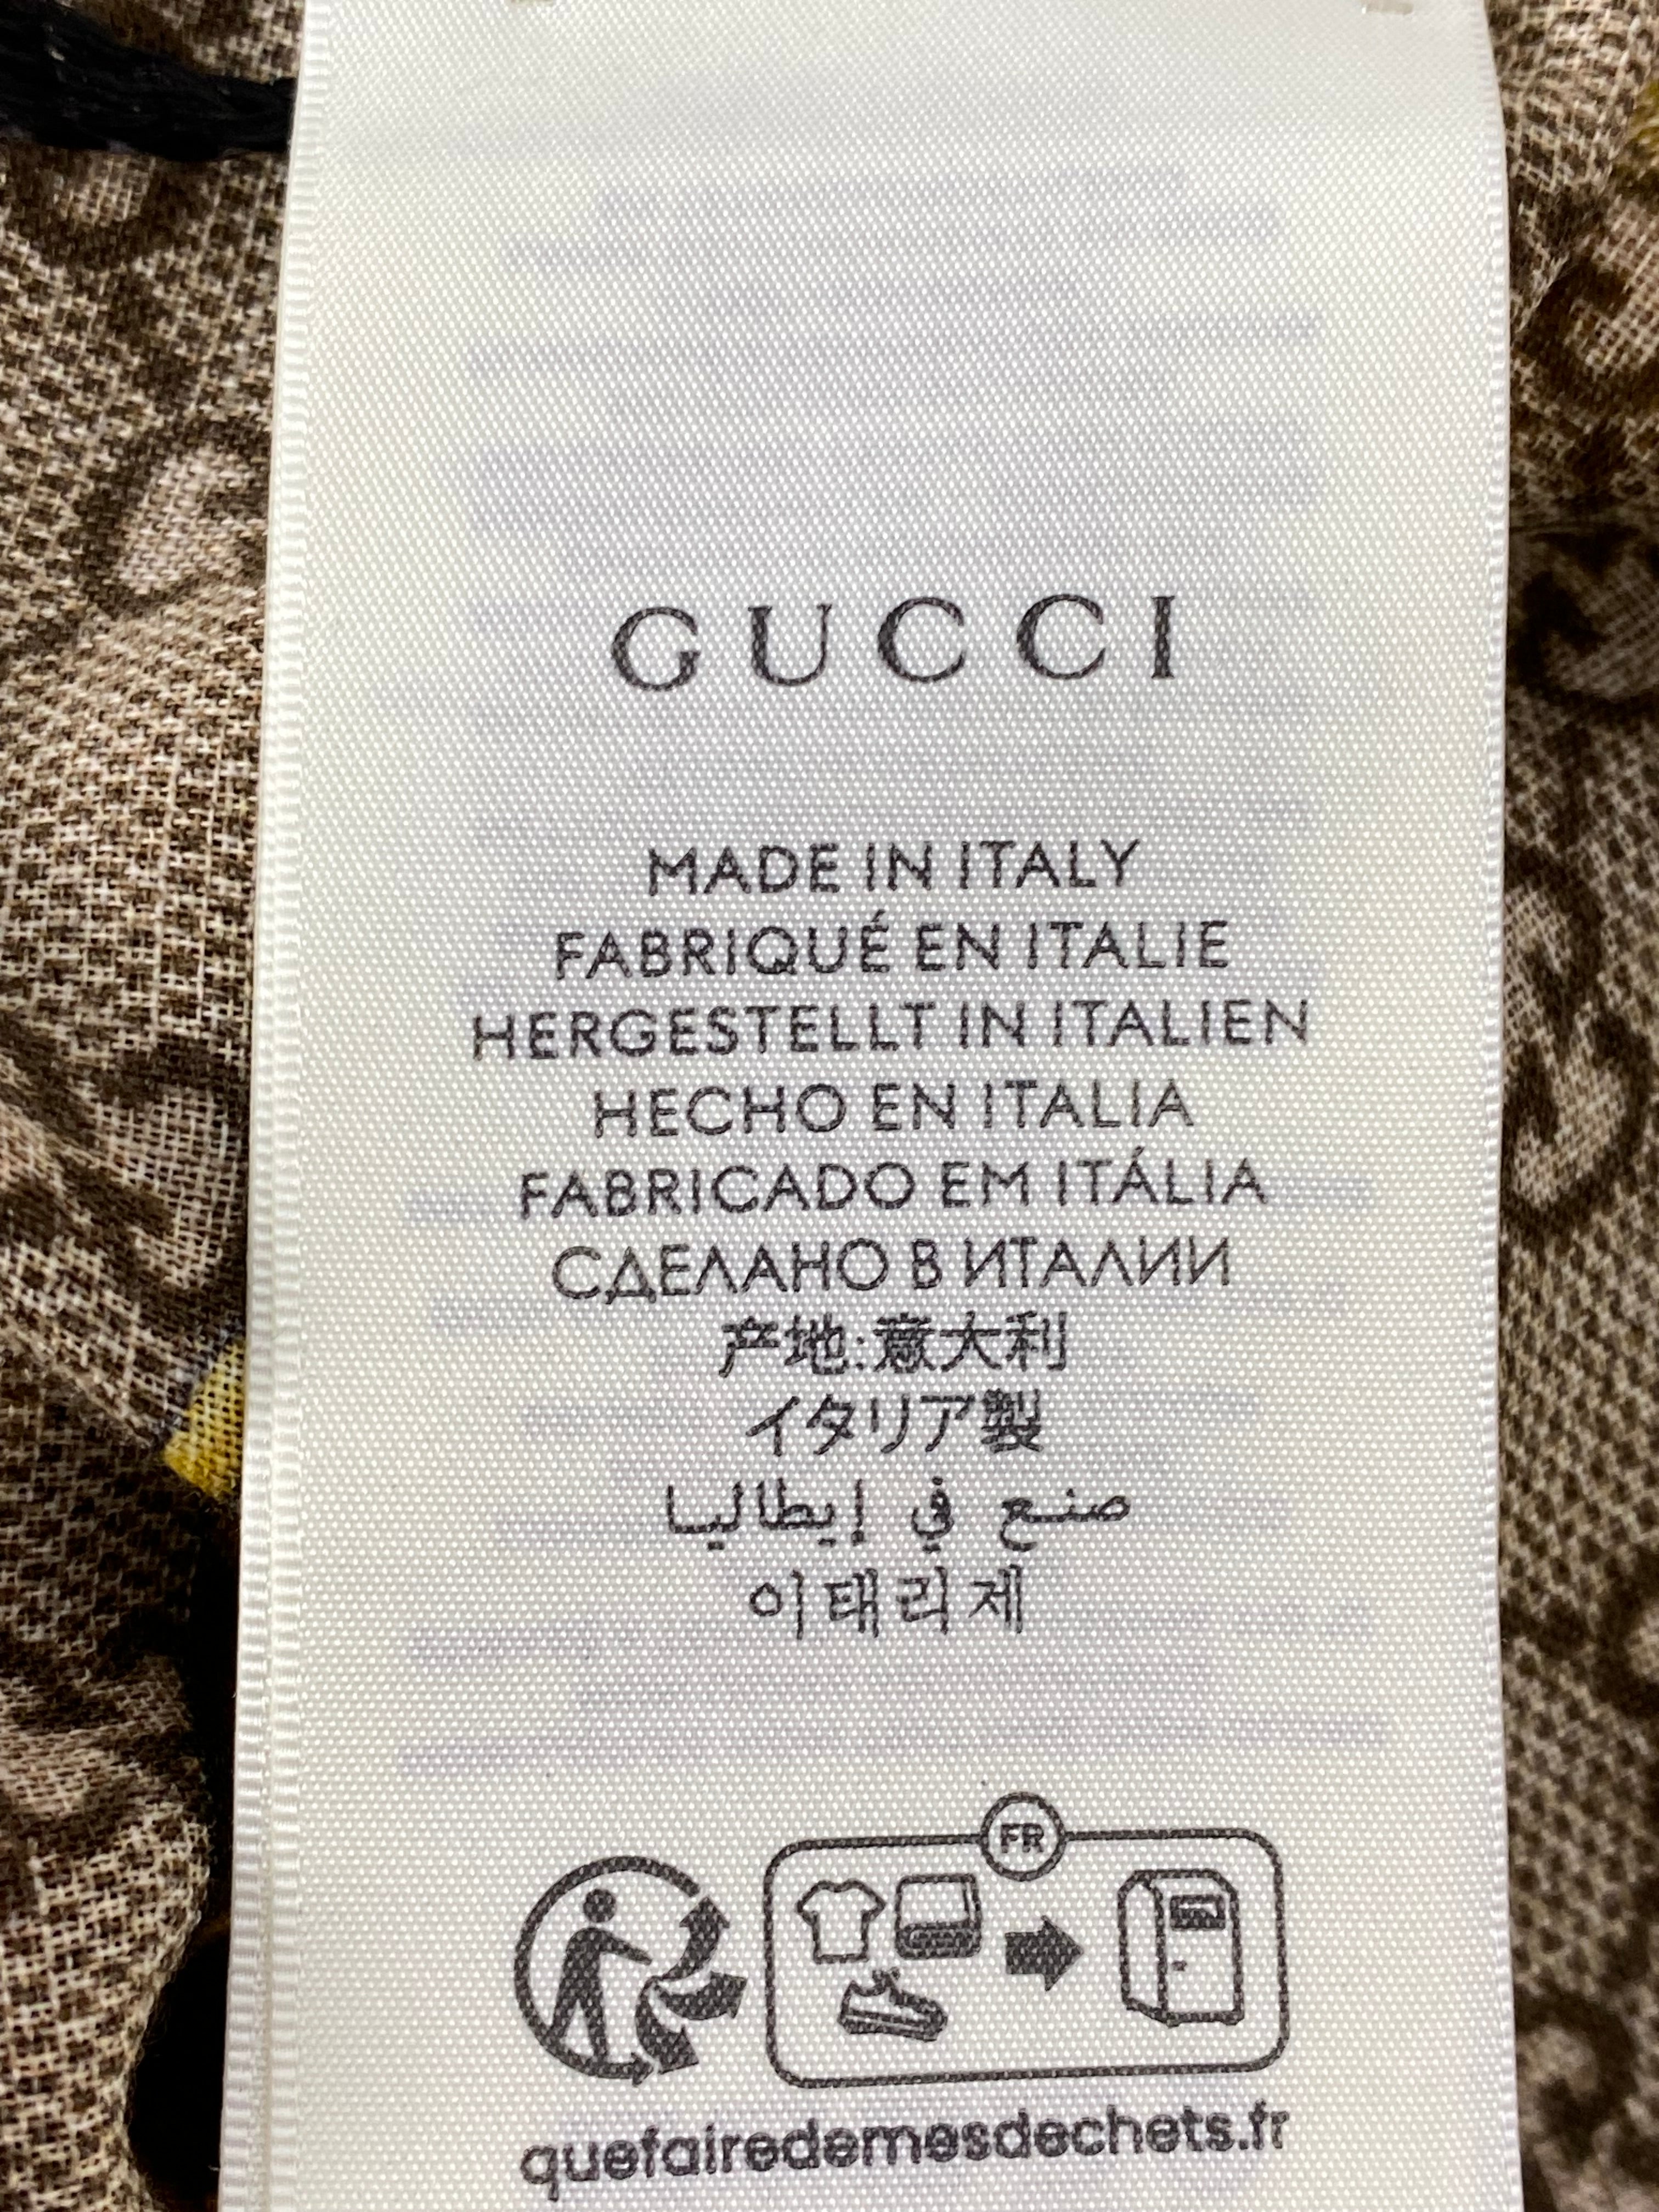 GUCCI
MADE IN ITALY
FABRIQUÉ EN ITALIE
HERGESTELLT IN ITALIEN
HECHO EN ITALIA
FABRICADO EM ITÁLIA
СДЕЛАНО В ИТАЛИИ
产地:意大利
イタリア製
صنع في إيطاليا
이태리제
FR
quefairedemesdechets.fr